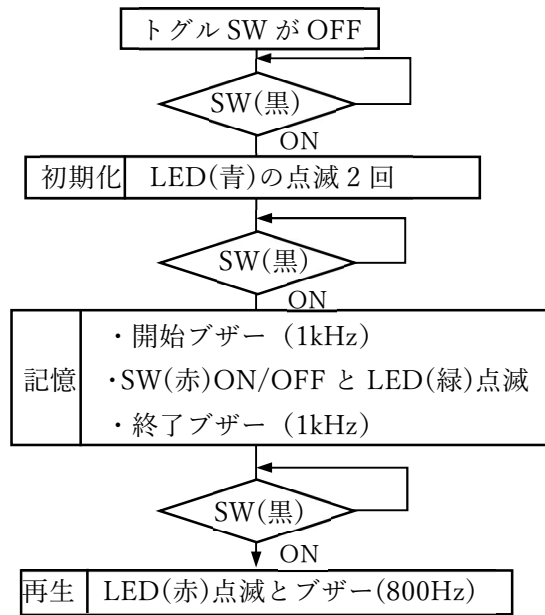 トグル SW が OFF
SW(黒)
ON
初期化 LED(青)の点滅 2 回
SW(黒)
ON
・開始ブザー（1kHz）
記憶 ・SW(赤)ON/OFF と LED(緑)点滅
・終了ブザー（1kHz）
SW(黒)
ON
再生 LED(赤)点滅とブザー(800Hz)